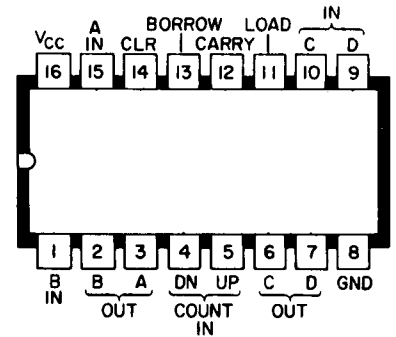 BORROW LOAD IN
VCC A IN CLR CARRY C D
16 15 14 13 12 11 10 9
1 2 3 4 5 6 7 8
B IN B A DN UP C D GND
OUT COUNT IN OUT